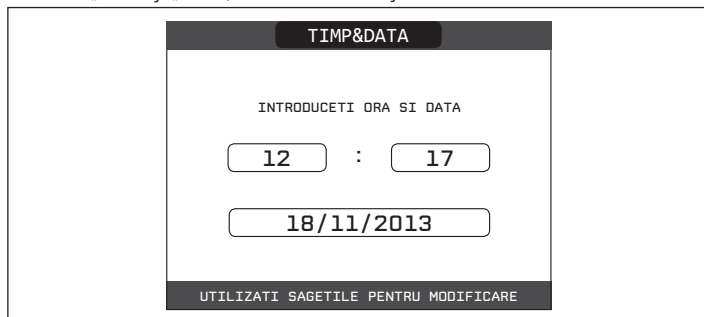 TIMP&DATA
INTRODUCETI ORA SI DATA
12 : 17
18/11/2013
UTILIZATI SAGETILE PENTRU MODIFICARE